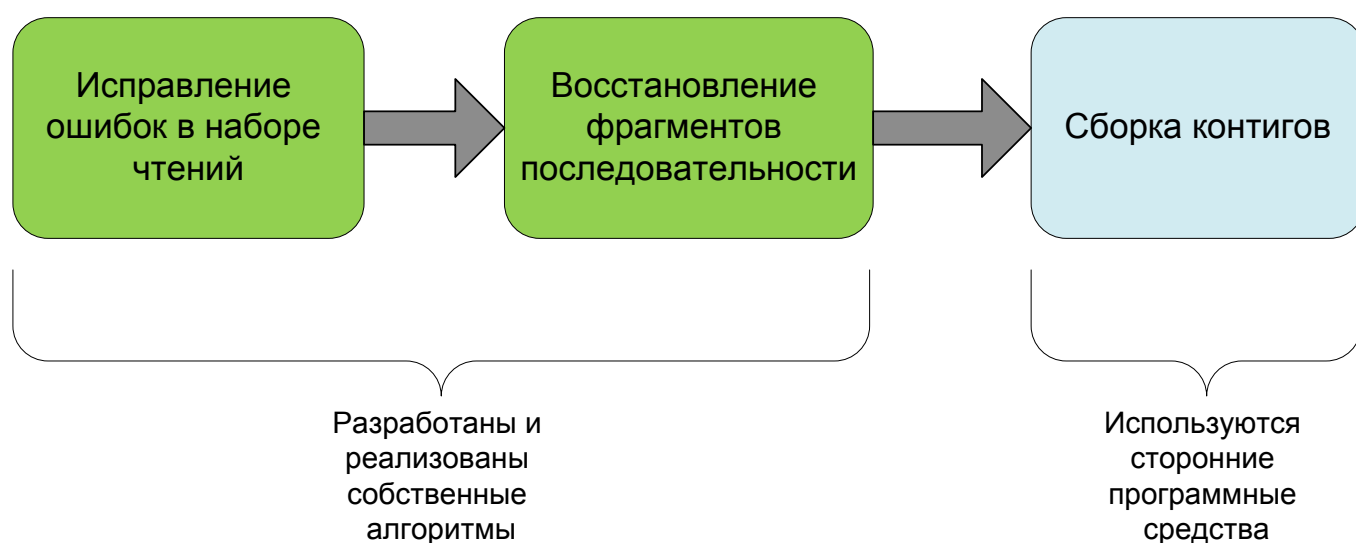 Исправление
ошибок в наборе
чтений
Восстановление
фрагментов
последовательности
Сборка контигов
Разработаны и
реализованы
собственные
алгоритмы
Используются
сторонние
программные
средства